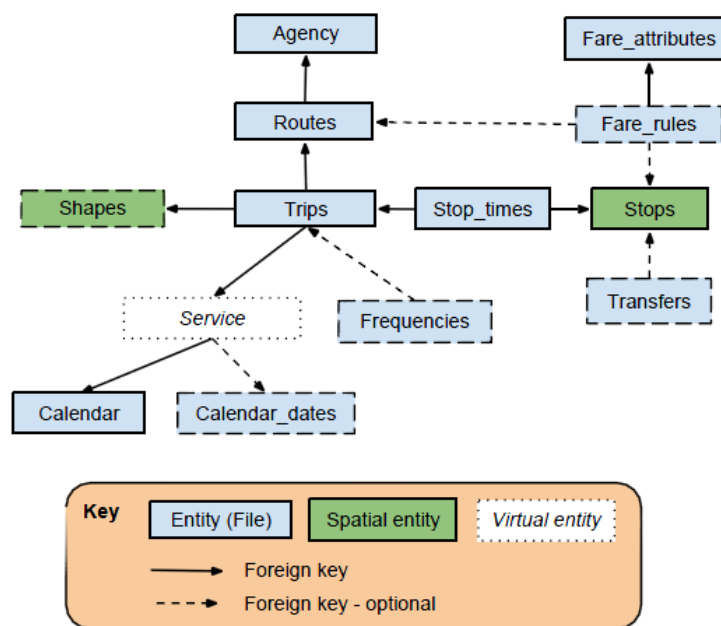 Agency
Fare_attributes
Routes
Fare_rules
Shapes
Trips
Stop_times
Stops
Service
Frequencies
Transfers
Calendar
Calendar_dates
Key
Entity (File)
Spatial entity
Virtual entity
Foreign key
Foreign key - optional